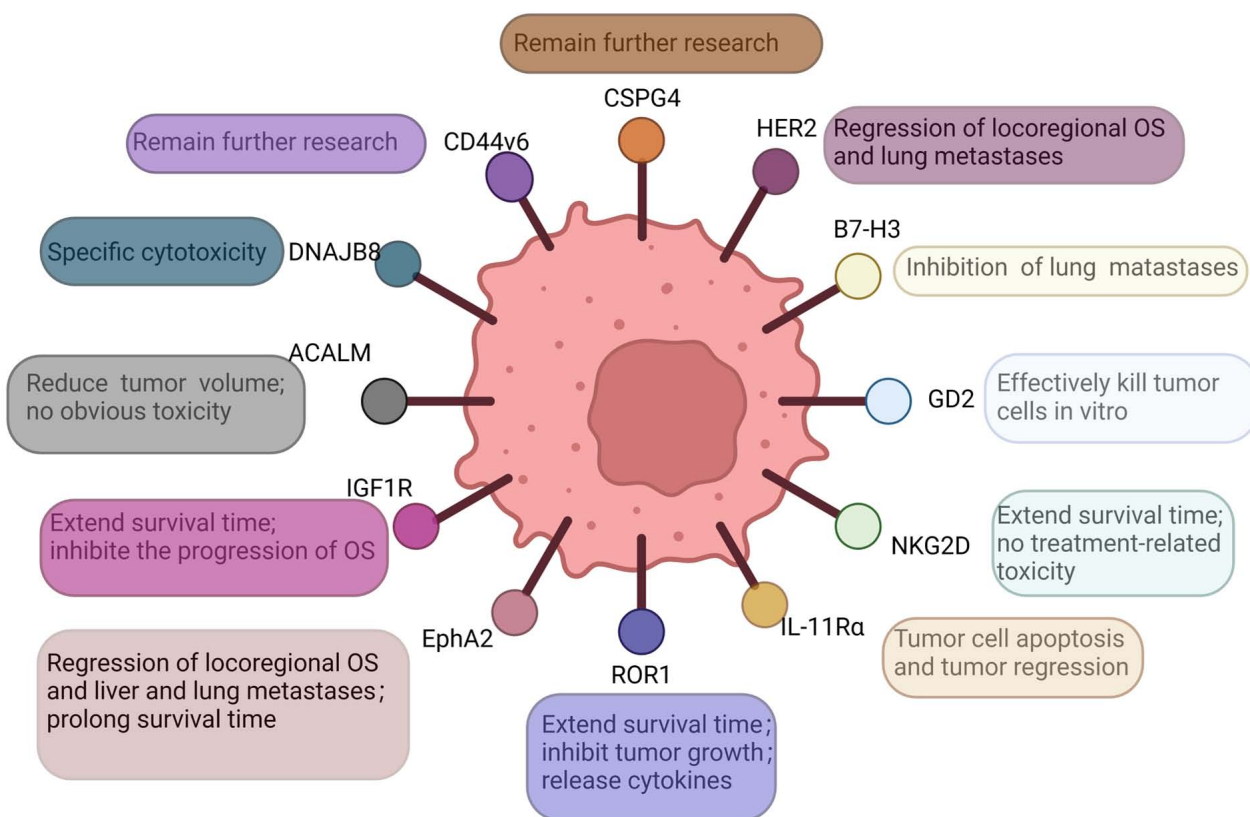 Remain further research
CSPG4
HER2
Regression of locoregional OS
and lung metastases
B7-H3
Inhibition of lung matastases
GD2
Effectively kill tumor
cells in vitro
NKG2D
Extend survival time;
no treatment-related
toxicity
IL-11Rα
Tumor cell apoptosis
and tumor regression
ROR1
Extend survival time;
inhibit tumor growth;
release cytokines
EphA2
Regression of locoregional OS
and liver and lung metastases;
prolong survival time
IGF1R
Extend survival time;
inhibite the progression of OS
ACALM
Reduce tumor volume;
no obvious toxicity
DNAJB8
Specific cytotoxicity
CD44v6
Remain further research